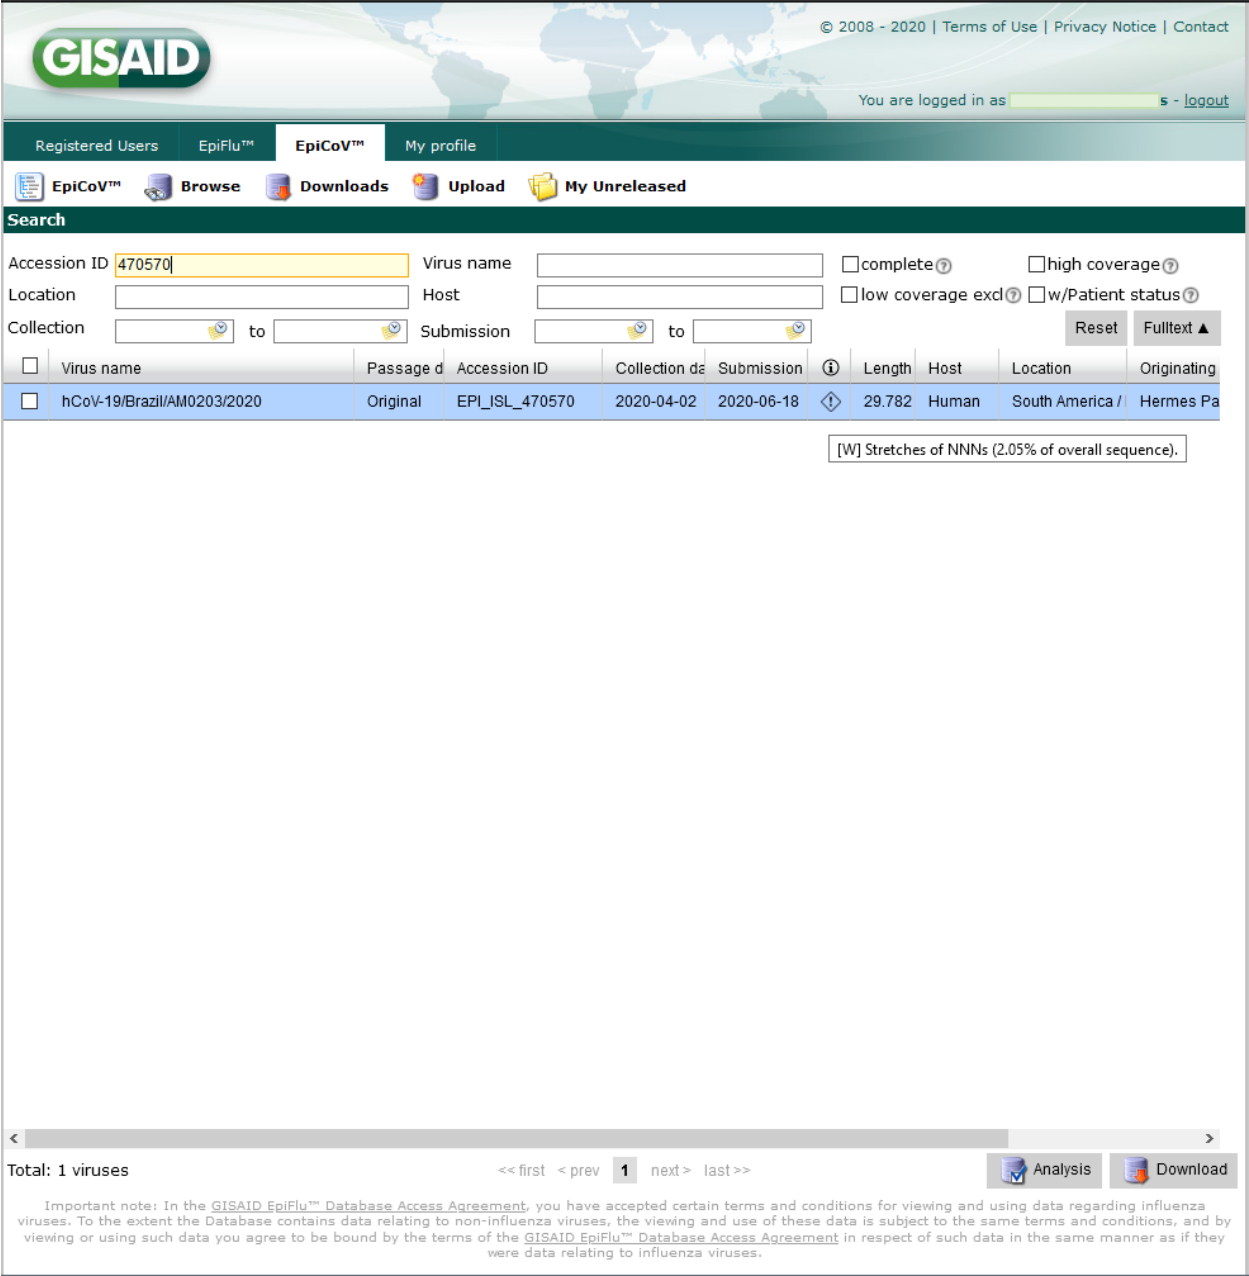 © 2008 - 2020 | Terms of Use | Privacy Notice | Contact
GISAID
You are logged in as s - logout
Registered Users EpiFlu™ EpiCoV™ My profile
EpiCoV™ Browse Downloads Upload My Unreleased
Search
Accession ID 470570 Virus name complete high coverage
Location Host low coverage excl w/Patient status
Collection to Submission to Reset Fulltext ▲
Virus name Passage d Accession ID Collection da Submission Length Host Location Originating
hCoV-19/Brazil/AM0203/2020 Original EPI_ISL_470570 2020-04-02 2020-06-18 29.782 Human South America / Hermes Pa
[W] Stretches of NNNs (2.05% of overall sequence).
Total: 1 viruses << first < prev 1 next > last >> Analysis Download
Important note: In the GISAID EpiFlu™ Database Access Agreement, you have accepted certain terms and conditions for viewing and using data regarding influenza
viruses. To the extent the Database contains data relating to non-influenza viruses, the viewing and use of these data is subject to the same terms and conditions, and by
viewing or using such data you agree to be bound by the terms of the GISAID EpiFlu™ Database Access Agreement in respect of such data in the same manner as if they
were data relating to influenza viruses.